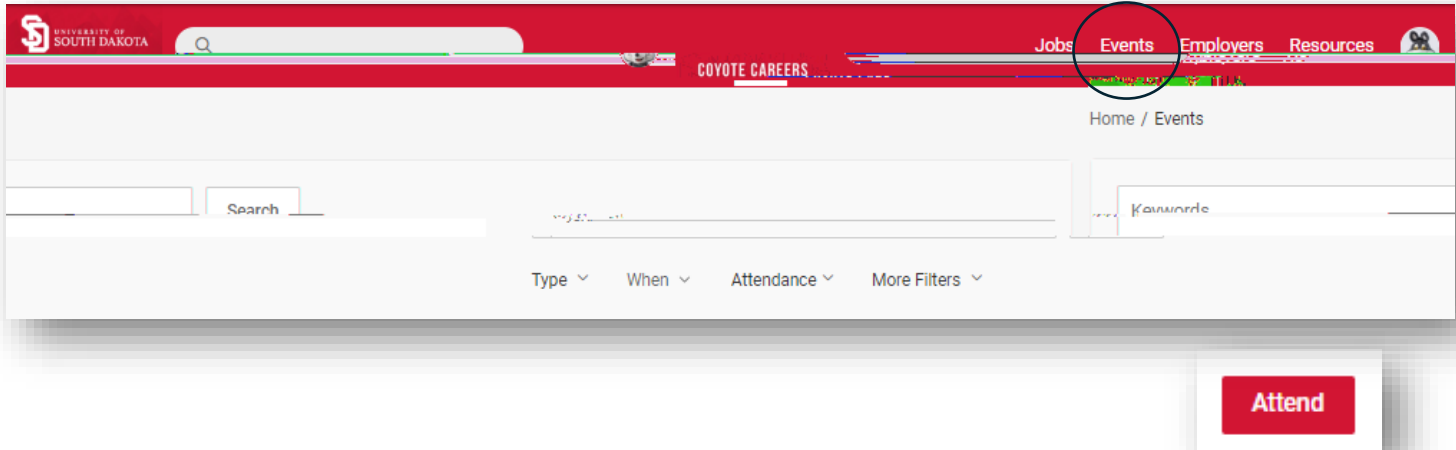 UNIVERSITY OF
SOUTH DAKOTA
Jobs Events Employers Resources
COYOTE CAREERS
Home / Events
Search
Keywords
Type When Attendance More Filters
Attend